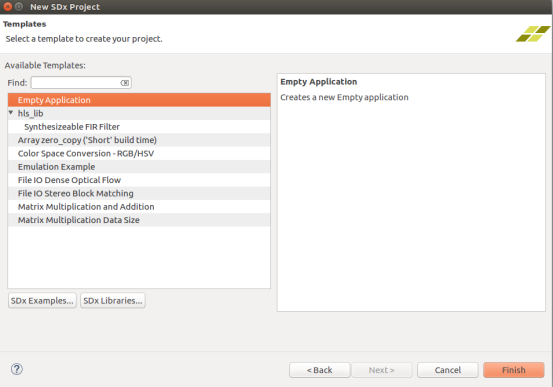 New SDx Project
Templates
Select a template to create your project.
Available Templates:
Find:
Empty Application
hls_lib
Synthesizeable FIR Filter
Array zero_copy ('Short' build time)
Color Space Conversion - RGB/HSV
Emulation Example
File IO Dense Optical Flow
File IO Stereo Block Matching
Matrix Multiplication and Addition
Matrix Multiplication Data Size
Empty Application
Creates a new Empty application
SDx Examples...
SDx Libraries...
?
< Back
Next >
Cancel
Finish